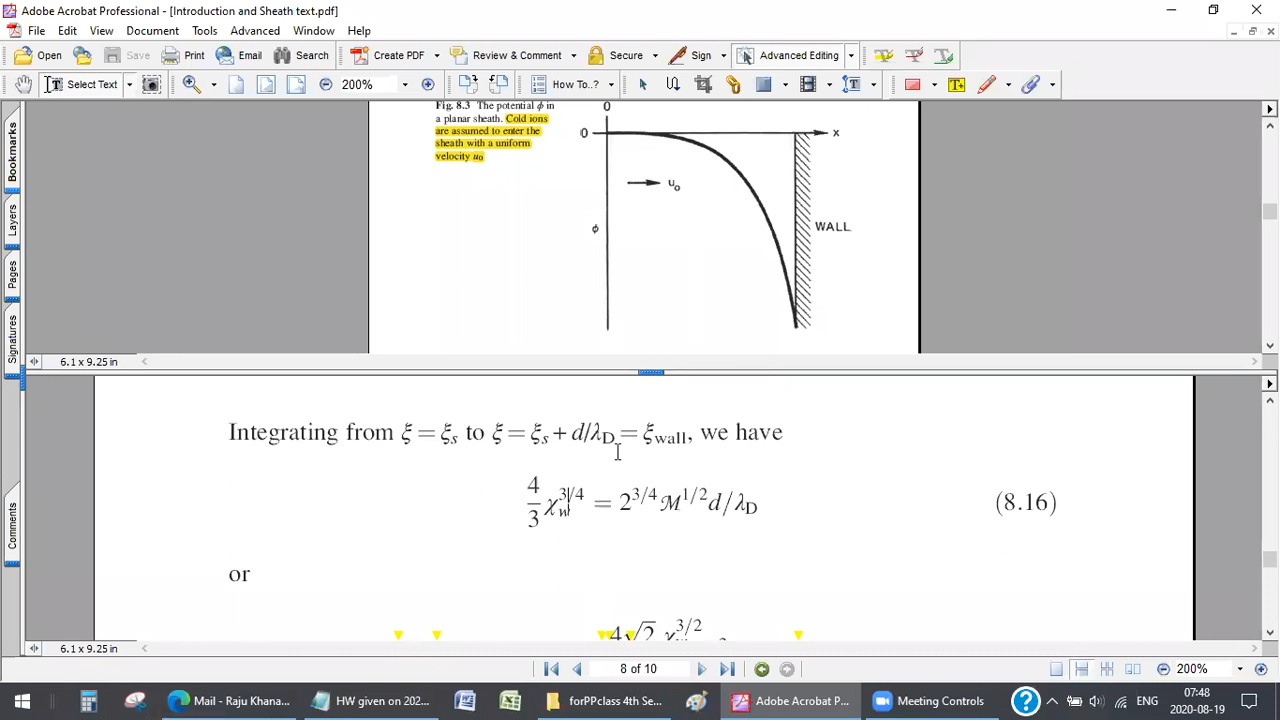 Adobe Acrobat Professional - [Introduction and Sheath text.pdf]
File Edit View Document Tools Advanced Window Help
Open Save Print Email Search Create PDF Review & Comment Secure Sign Advanced Editing
Select Text 200% How To..?
Bookmarks
Layers
Pages
Signatures
Comments
Fig. 8.3 The potential ϕ in
a planar sheath. Cold ions
are assumed to enter the
sheath with a uniform
velocity u₀
0
0
x
u₀
ϕ
WALL
6.1 x 9.25 in
Integrating from ξ = ξₛ to ξ = ξₛ + d/λ_D = ξ_wall, we have
4/3 χ_w^3/4 = 2^3/4 ℳ^1/2 d/λ_D (8.16)
or
4√2 χ^3/2
6.1 x 9.25 in
8 of 10 200%
Mail - Raju Khana... HW given on 202... forPPclass 4th Se... Adobe Acrobat P... Meeting Controls ENG 07:48
2020-08-19